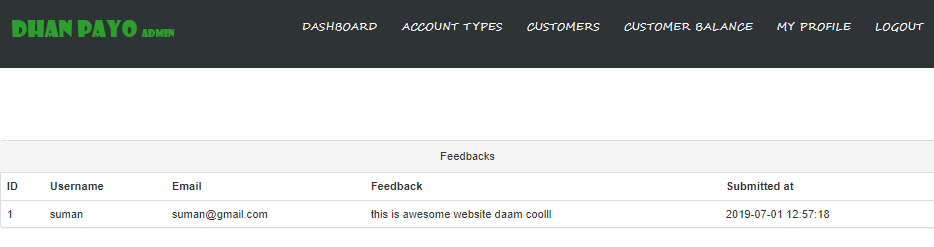 DHAN PAYO ADMIN DASHBOARD ACCOUNT TYPES CUSTOMERS CUSTOMER BALANCE MY PROFILE LOGOUT
Feedbacks
ID Username Email Feedback Submitted at
1 suman suman@gmail.com this is awesome website daam coolll 2019-07-01 12:57:18